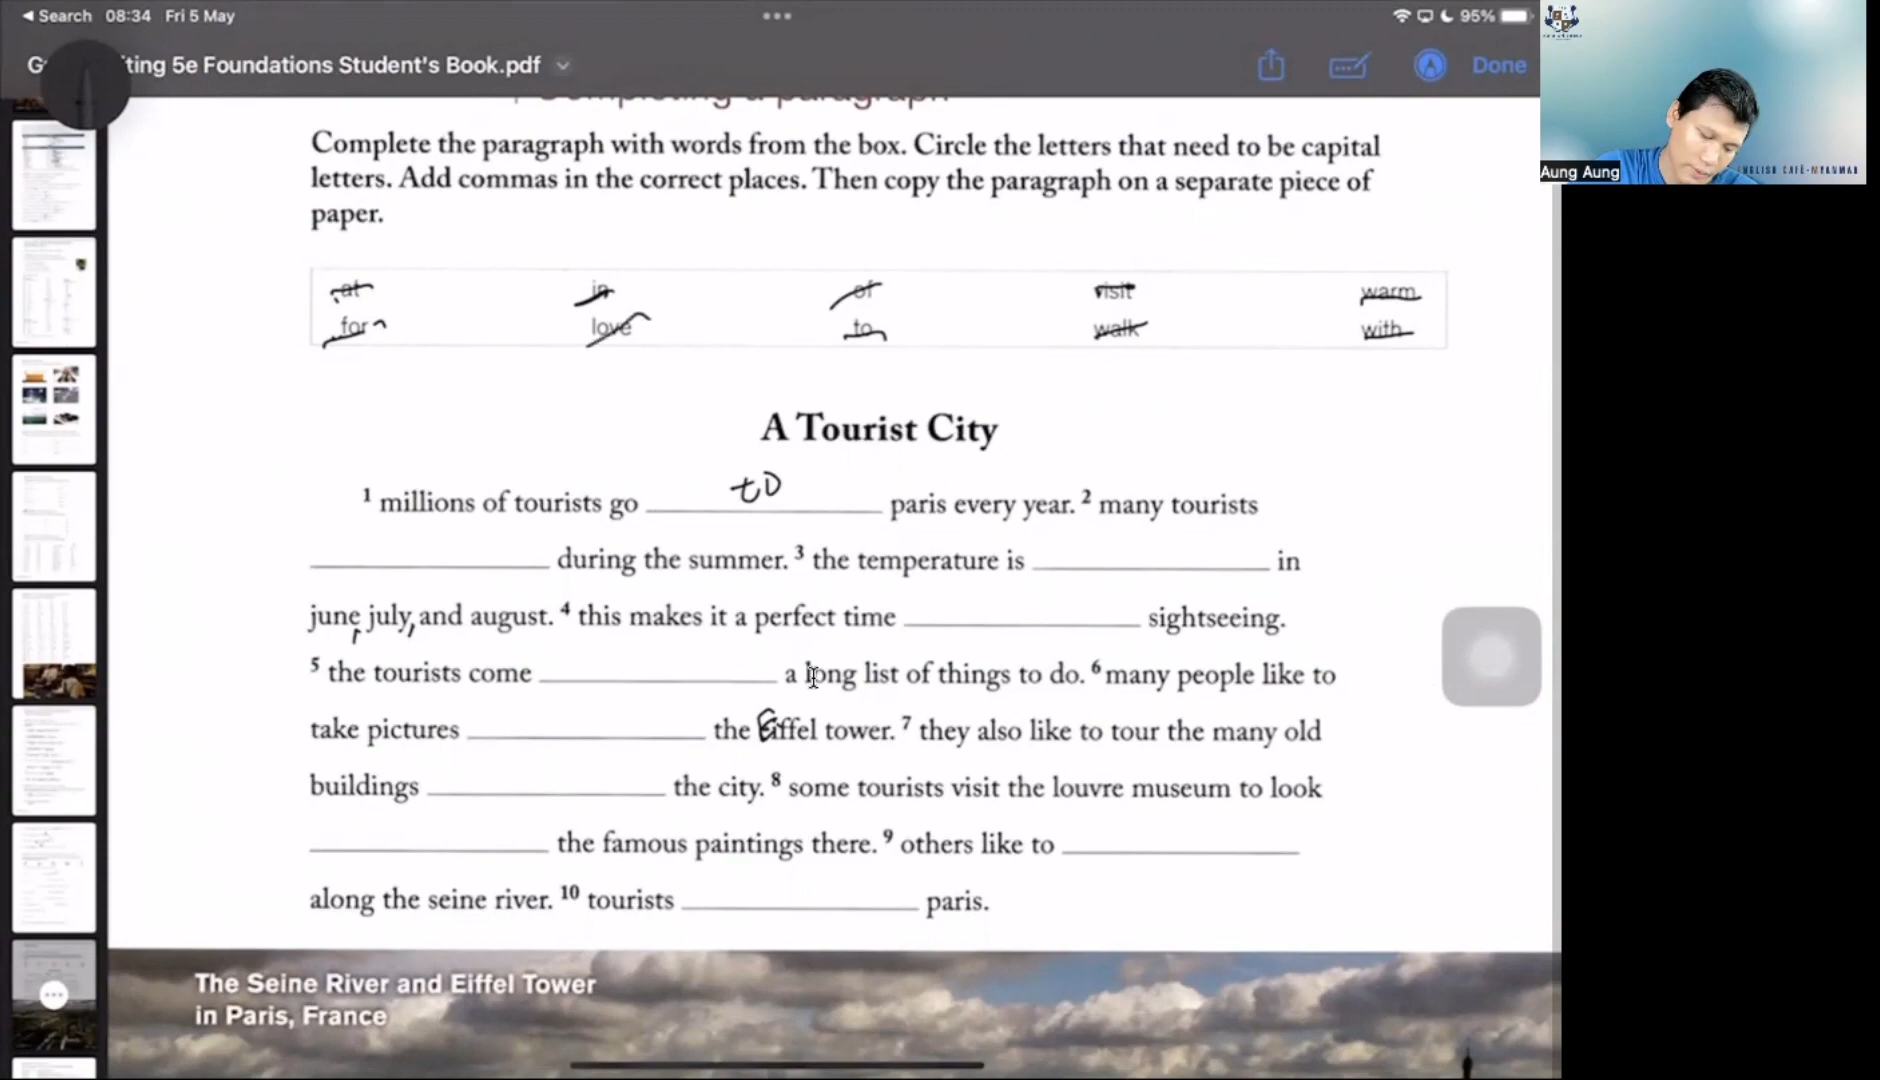 Search 08:34 Fri 5 May 95%
G ting 5e Foundations Student's Book.pdf Done
Completing a paragraph
Complete the paragraph with words from the box. Circle the letters that need to be capital
letters. Add commas in the correct places. Then copy the paragraph on a separate piece of
paper.
at in of visit warm
for love to walk with
A Tourist City
1 millions of tourists go to paris every year. 2 many tourists
during the summer. 3 the temperature is in
june, july, and august. 4 this makes it a perfect time sightseeing.
5 the tourists come a long list of things to do. 6 many people like to
take pictures the Eiffel tower. 7 they also like to tour the many old
buildings the city. 8 some tourists visit the louvre museum to look
the famous paintings there. 9 others like to
along the seine river. 10 tourists paris.
The Seine River and Eiffel Tower
in Paris, France
Aung Aung